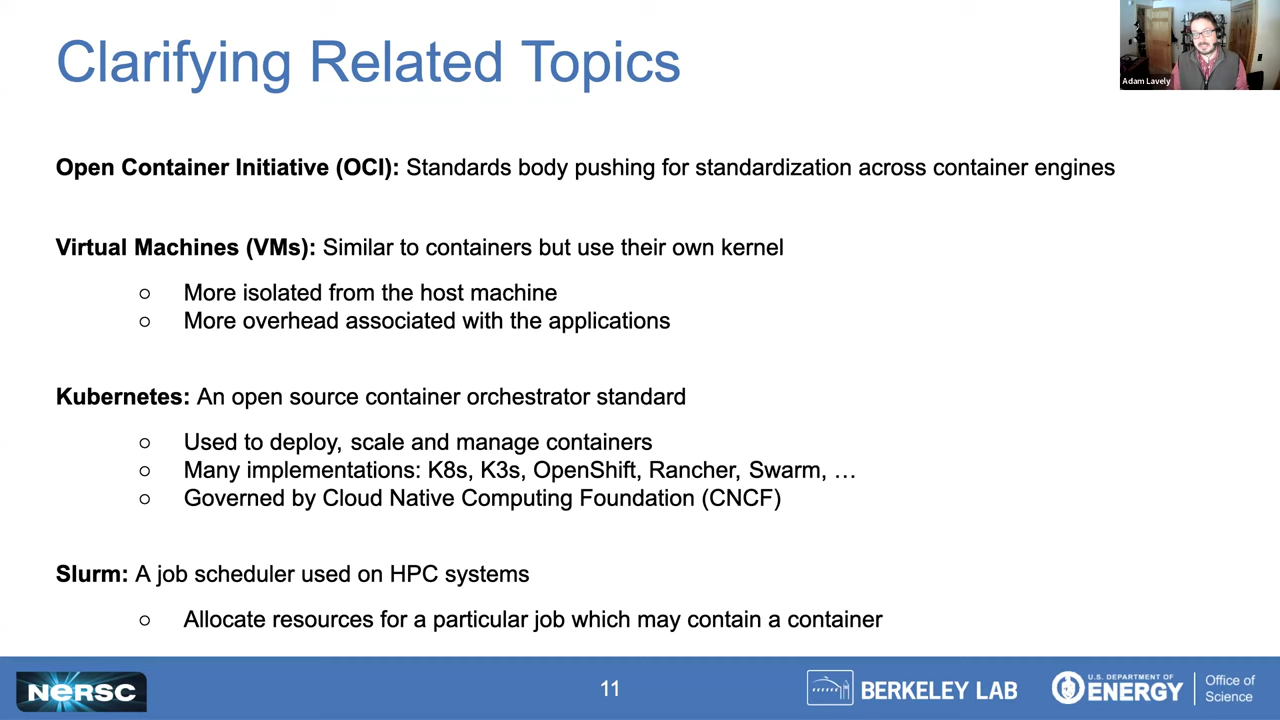 Clarifying Related Topics
Adam Lavely
Open Container Initiative (OCI): Standards body pushing for standardization across container engines
Virtual Machines (VMs): Similar to containers but use their own kernel
○ More isolated from the host machine
○ More overhead associated with the applications
Kubernetes: An open source container orchestrator standard
○ Used to deploy, scale and manage containers
○ Many implementations: K8s, K3s, OpenShift, Rancher, Swarm, …
○ Governed by Cloud Native Computing Foundation (CNCF)
Slurm: A job scheduler used on HPC systems
○ Allocate resources for a particular job which may contain a container
NERSC
11
BERKELEY LAB
U.S. DEPARTMENT OF
ENERGY
Office of
Science